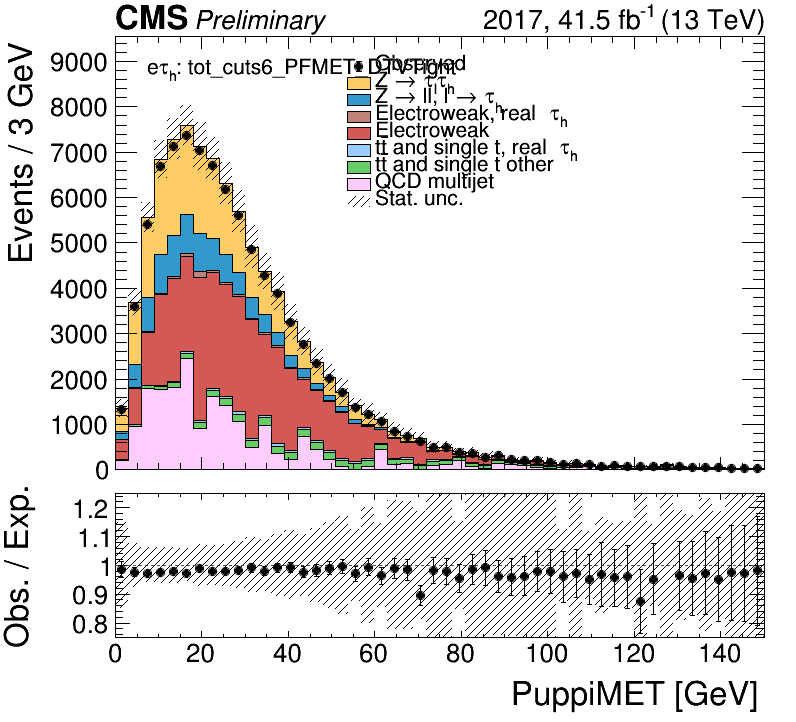 CMS Preliminary 2017, 41.5 fb⁻¹ (13 TeV)
eτh: tot_cuts6_PFMET
Observed
Z → ττh
Z → ll, l → τh
Electroweak, real τh
Electroweak
tt̄ and single t, real τh
tt̄ and single t other
QCD multijet
Stat. unc.
Events / 3 GeV
9000
8000
7000
6000
5000
4000
3000
2000
1000
0
Obs. / Exp.
1.2
1.1
1
0.9
0.8
0 20 40 60 80 100 120 140
PuppiMET [GeV]